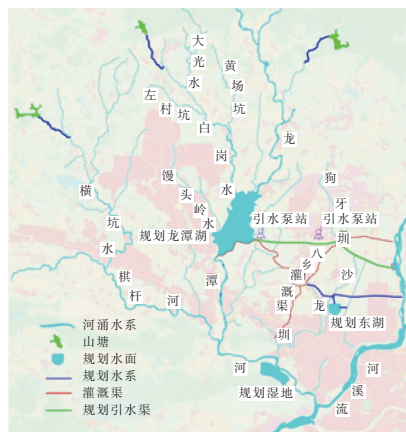 大光水
黄场坑
左村坑
白岗水
龙潭河
横坑水
馒头岭水
狗牙圳
引水泵站
引水泵站
规划龙潭湖
八乡灌溉渠
沙龙圳
棋杆河
规划东湖
规划湿地
流溪河
河涌水系
山塘
规划水面
规划水系
灌溉渠
规划引水渠